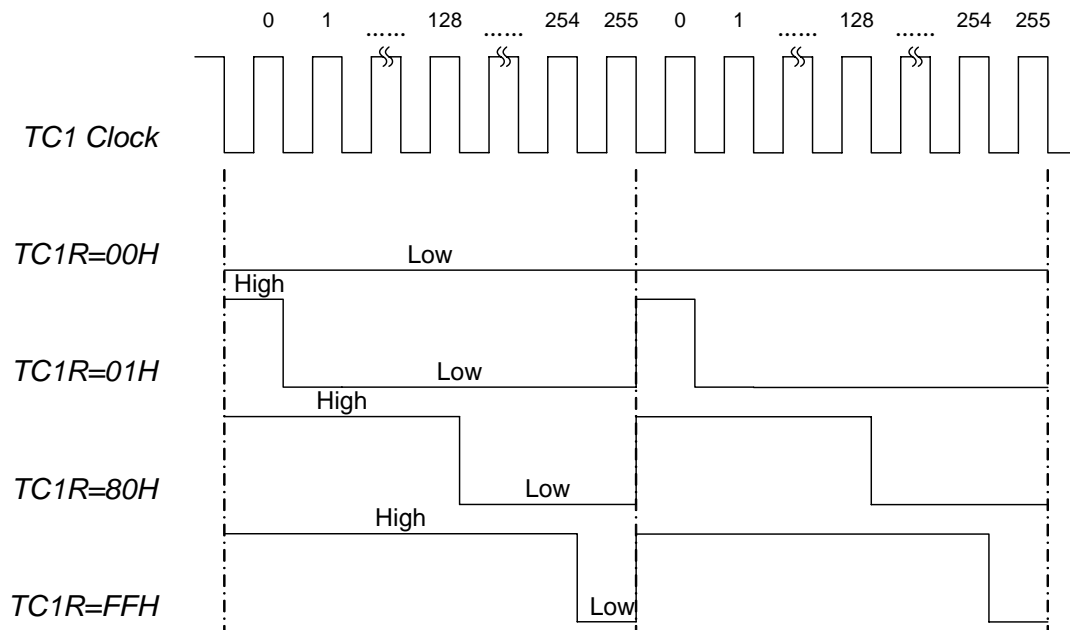 0 1 …… 128 …… 254 255 0 1 …… 128 …… 254 255
TC1 Clock
TC1R=00H
Low
High
TC1R=01H
Low
High
TC1R=80H
Low
High
TC1R=FFH
Low